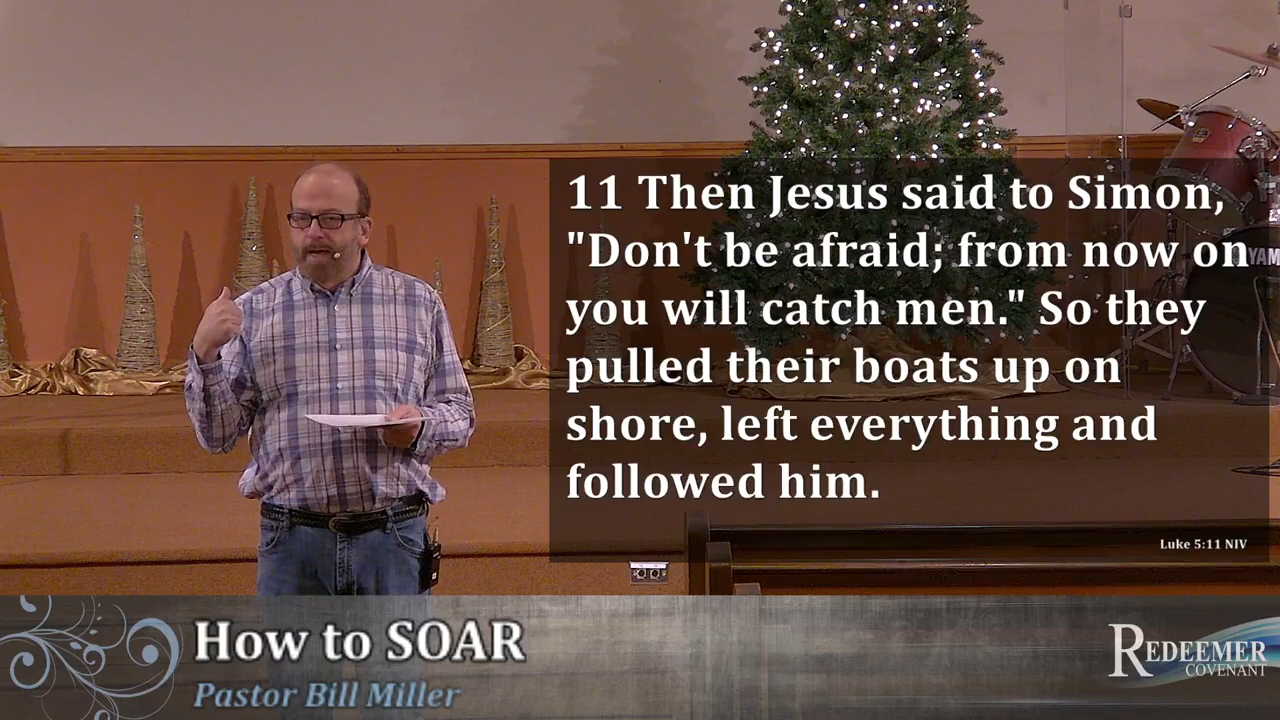 11 Then Jesus said to Simon,
"Don't be afraid; from now on
you will catch men." So they
pulled their boats up on
shore, left everything and
followed him.
Luke 5:11 NIV
How to SOAR
Pastor Bill Miller
REDEEMER
COVENANT